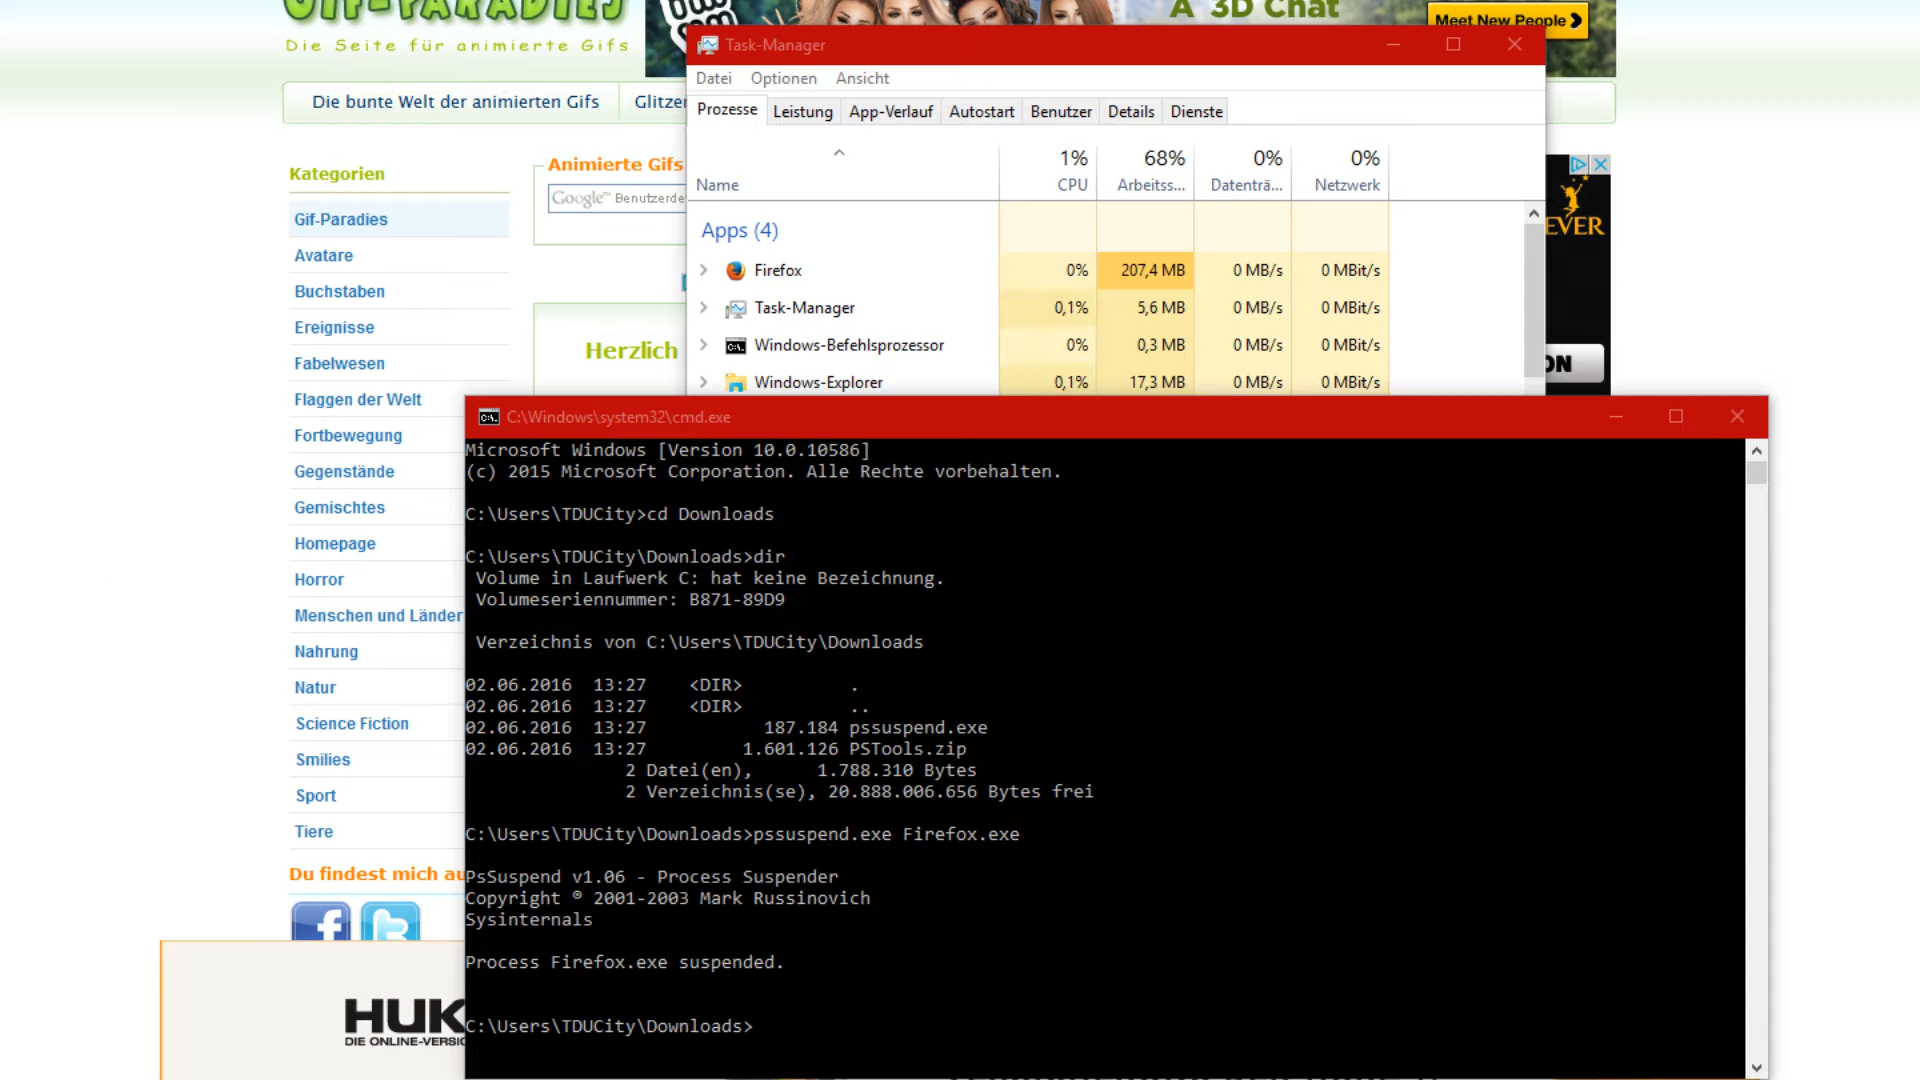 GIF-PARADIES
Die Seite für animierte Gifs
A 3D Chat
Meet New People
Die bunte Welt der animierten Gifs
Task-Manager
Datei Optionen Ansicht
Prozesse Leistung App-Verlauf Autostart Benutzer Details Dienste
1% 68% 0% 0%
Name CPU Arbeitss... Datenträ... Netzwerk
Apps (4)
Firefox 0% 207,4 MB 0 MB/s 0 MBit/s
Task-Manager 0,1% 5,6 MB 0 MB/s 0 MBit/s
Windows-Befehlsprozessor 0% 0,3 MB 0 MB/s 0 MBit/s
Windows-Explorer 0,1% 17,3 MB 0 MB/s 0 MBit/s
Kategorien
Gif-Paradies
Avatare
Buchstaben
Ereignisse
Fabelwesen
Flaggen der Welt
Fortbewegung
Gegenstände
Gemischtes
Homepage
Horror
Menschen und Länder
Nahrung
Natur
Science Fiction
Smilies
Sport
Tiere
Du findest mich
HUK
Animierte Gifs
Google™
Herzlich
C:\Windows\system32\cmd.exe
Microsoft Windows [Version 10.0.10586]
(c) 2015 Microsoft Corporation. Alle Rechte vorbehalten.
C:\Users\TDUCity>cd Downloads
C:\Users\TDUCity\Downloads>dir
Volume in Laufwerk C: hat keine Bezeichnung.
Volumeseriennummer: B871-89D9
Verzeichnis von C:\Users\TDUCity\Downloads
02.06.2016 13:27 <DIR> .
02.06.2016 13:27 <DIR> ..
02.06.2016 13:27 187.184 pssuspend.exe
02.06.2016 13:27 1.601.126 PSTools.zip
2 Datei(en), 1.788.310 Bytes
2 Verzeichnis(se), 20.888.006.656 Bytes frei
C:\Users\TDUCity\Downloads>pssuspend.exe Firefox.exe
PsSuspend v1.06 - Process Suspender
Copyright ® 2001-2003 Mark Russinovich
Sysinternals
Process Firefox.exe suspended.
C:\Users\TDUCity\Downloads>